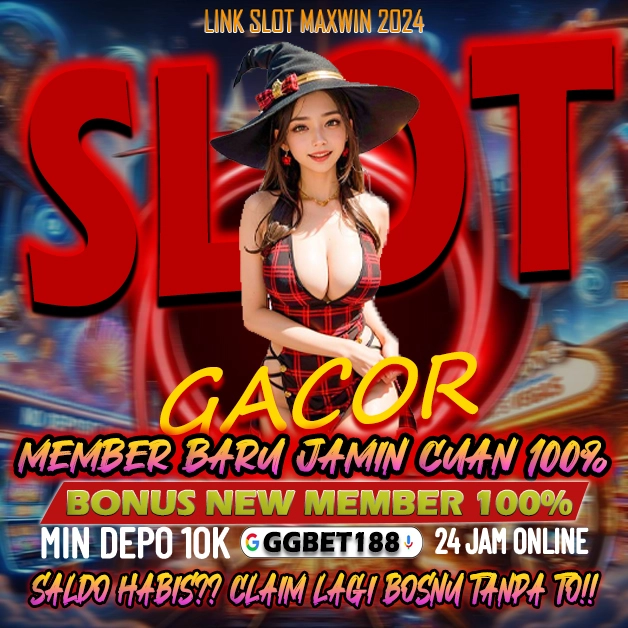 LINK SLOT MAXWIN 2024
SLOT
GACOR
MEMBER BARU JAMIN CUAN 100%
BONUS NEW MEMBER 100%
MIN DEPO 10K GGBET188 24 JAM ONLINE
SALDO HABIS?? CLAIM LAGI BOSNU TANPA TO!!